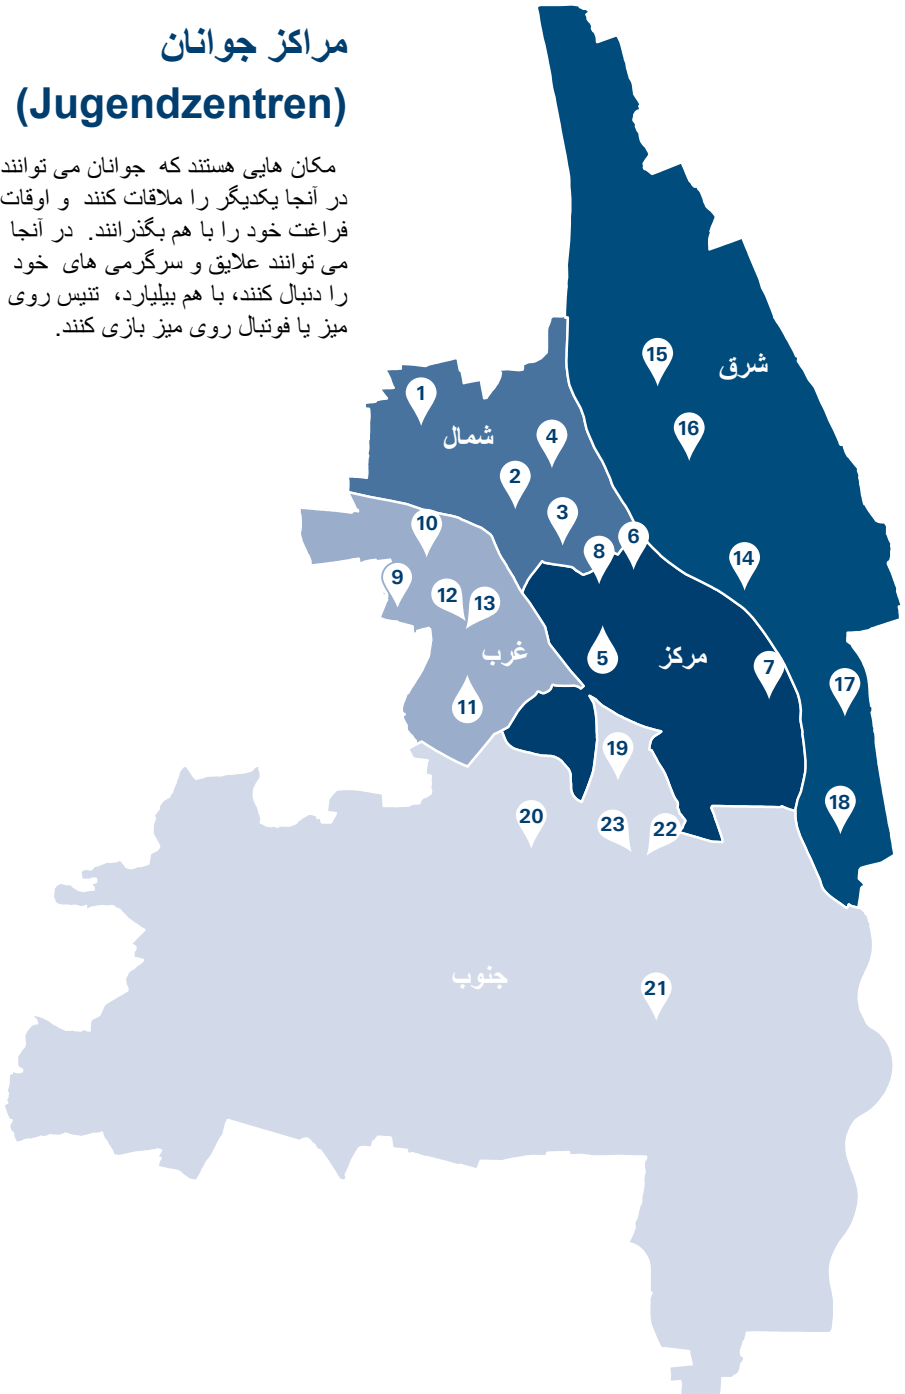 مراکز جوانان
(Jugendzentren)
مکان هایی هستند که جوانان می توانند
در آنجا یکدیگر را ملاقات کنند و اوقات
فراغت خود را با هم بگذرانند. در آنجا
می توانند علایق و سرگرمی های خود
را دنبال کنند، با هم بیلیارد، تنیس روی
میز یا فوتبال روی میز بازی کنند.
15
شرق
1
16
4
شمال
2
3
10
6
8
14
9
12
13
غرب
5
مرکز
7
17
11
19
18
20
23
22
جنوب
21